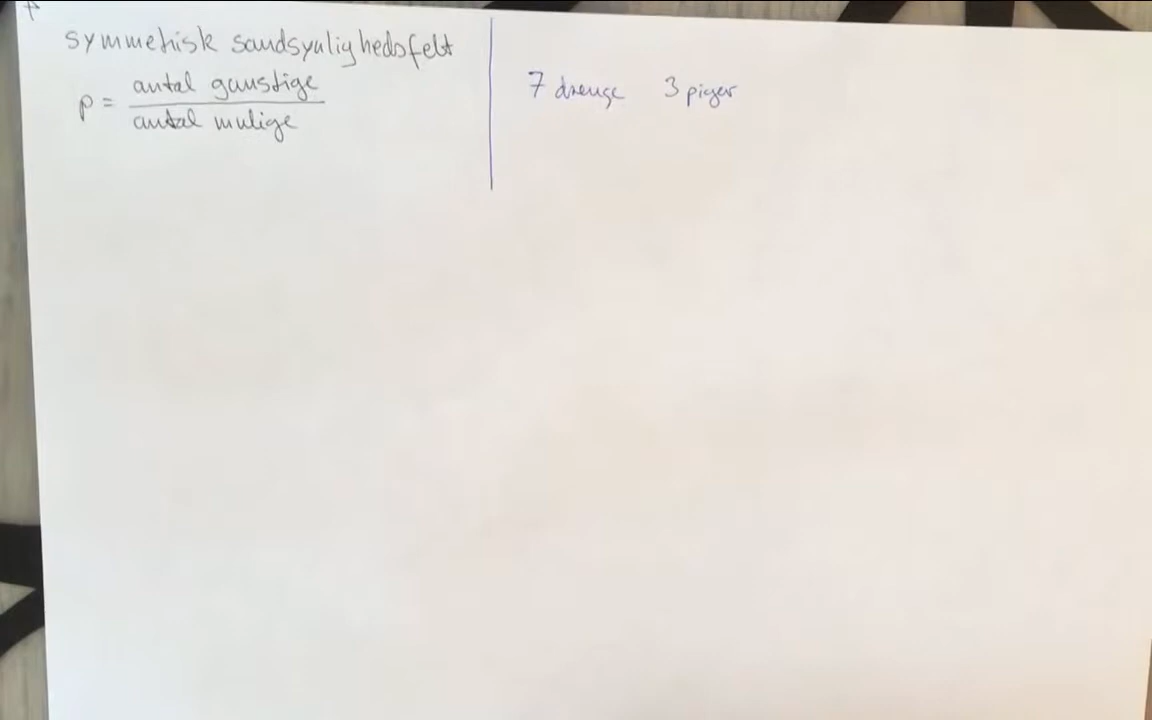 symmetrisk sandsynlighedsfelt
p = antal gunstige
antal mulige
7 drenge 3 piger